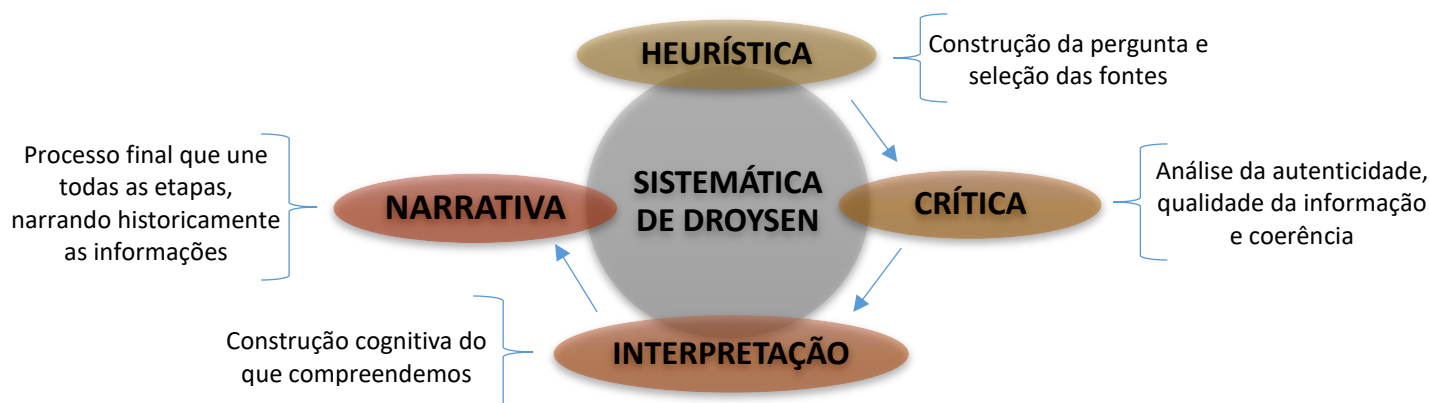 HEURÍSTICA
Construção da pergunta e
seleção das fontes
CRÍTICA
Análise da autenticidade,
qualidade da informação
e coerência
INTERPRETAÇÃO
Construção cognitiva do
que compreendemos
NARRATIVA
Processo final que une
todas as etapas,
narrando historicamente
as informações
SISTEMÁTICA
DE DROYSEN